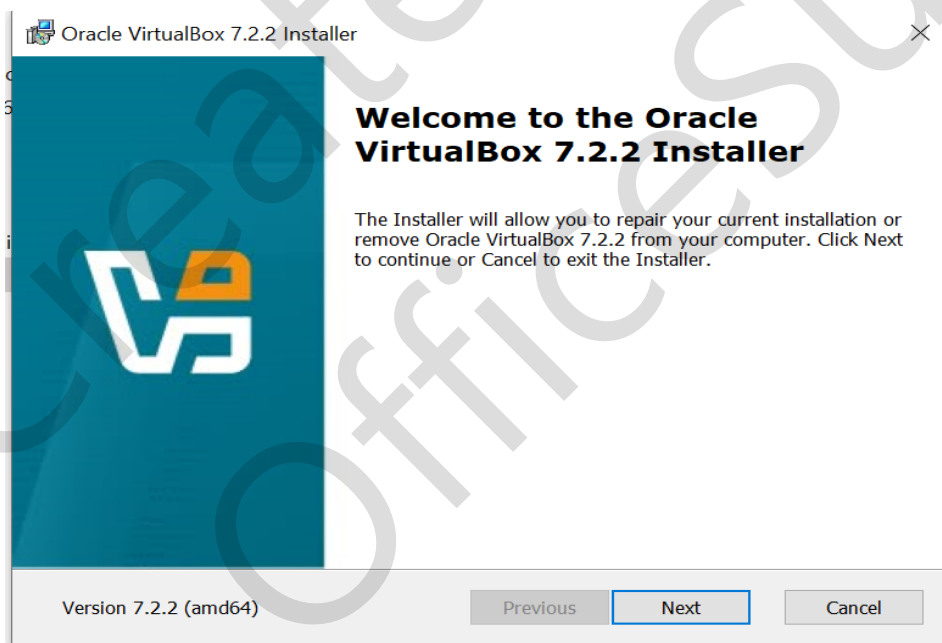 Oracle VirtualBox 7.2.2 Installer
Welcome to the Oracle
VirtualBox 7.2.2 Installer
The Installer will allow you to repair your current installation or
remove Oracle VirtualBox 7.2.2 from your computer. Click Next
to continue or Cancel to exit the Installer.
Version 7.2.2 (amd64)
Previous
Next
Cancel